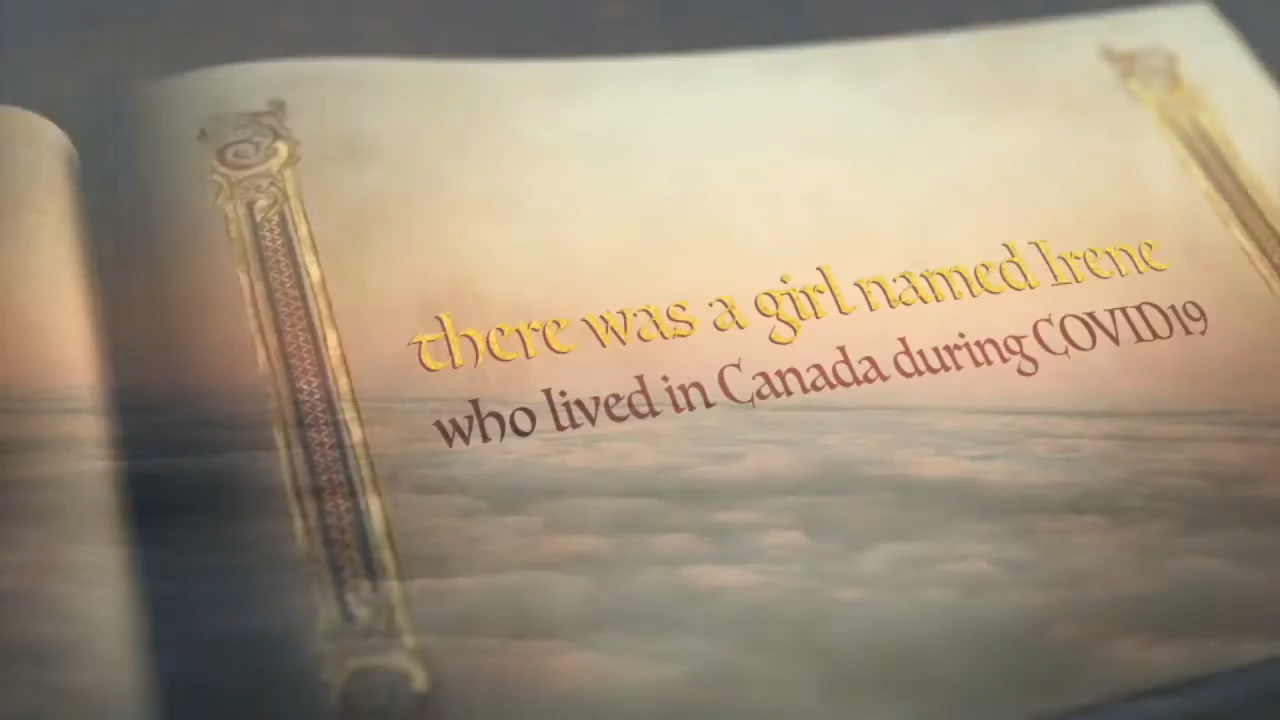 there was a girl named Irene
who lived in Canada during COVID19